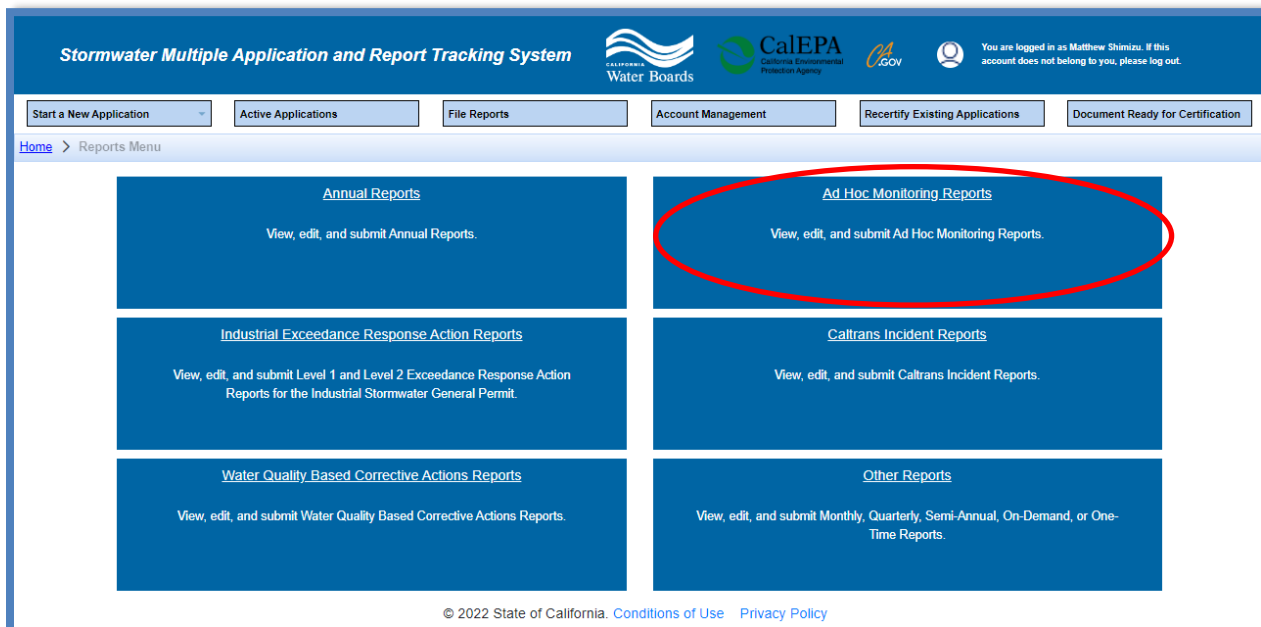 Stormwater Multiple Application and Report Tracking System
CALIFORNIA
Water Boards
CalEPA
California Environmental
Protection Agency
CA
.GOV
You are logged in as Matthew Shimizu. If this
account does not belong to you, please log out.
Start a New Application
Active Applications
File Reports
Account Management
Recertify Existing Applications
Document Ready for Certification
Home > Reports Menu
Annual Reports
View, edit, and submit Annual Reports.
Ad Hoc Monitoring Reports
View, edit, and submit Ad Hoc Monitoring Reports.
Industrial Exceedance Response Action Reports
View, edit, and submit Level 1 and Level 2 Exceedance Response Action
Reports for the Industrial Stormwater General Permit.
Caltrans Incident Reports
View, edit, and submit Caltrans Incident Reports.
Water Quality Based Corrective Actions Reports
View, edit, and submit Water Quality Based Corrective Actions Reports.
Other Reports
View, edit, and submit Monthly, Quarterly, Semi-Annual, On-Demand, or One-
Time Reports.
© 2022 State of California. Conditions of Use Privacy Policy